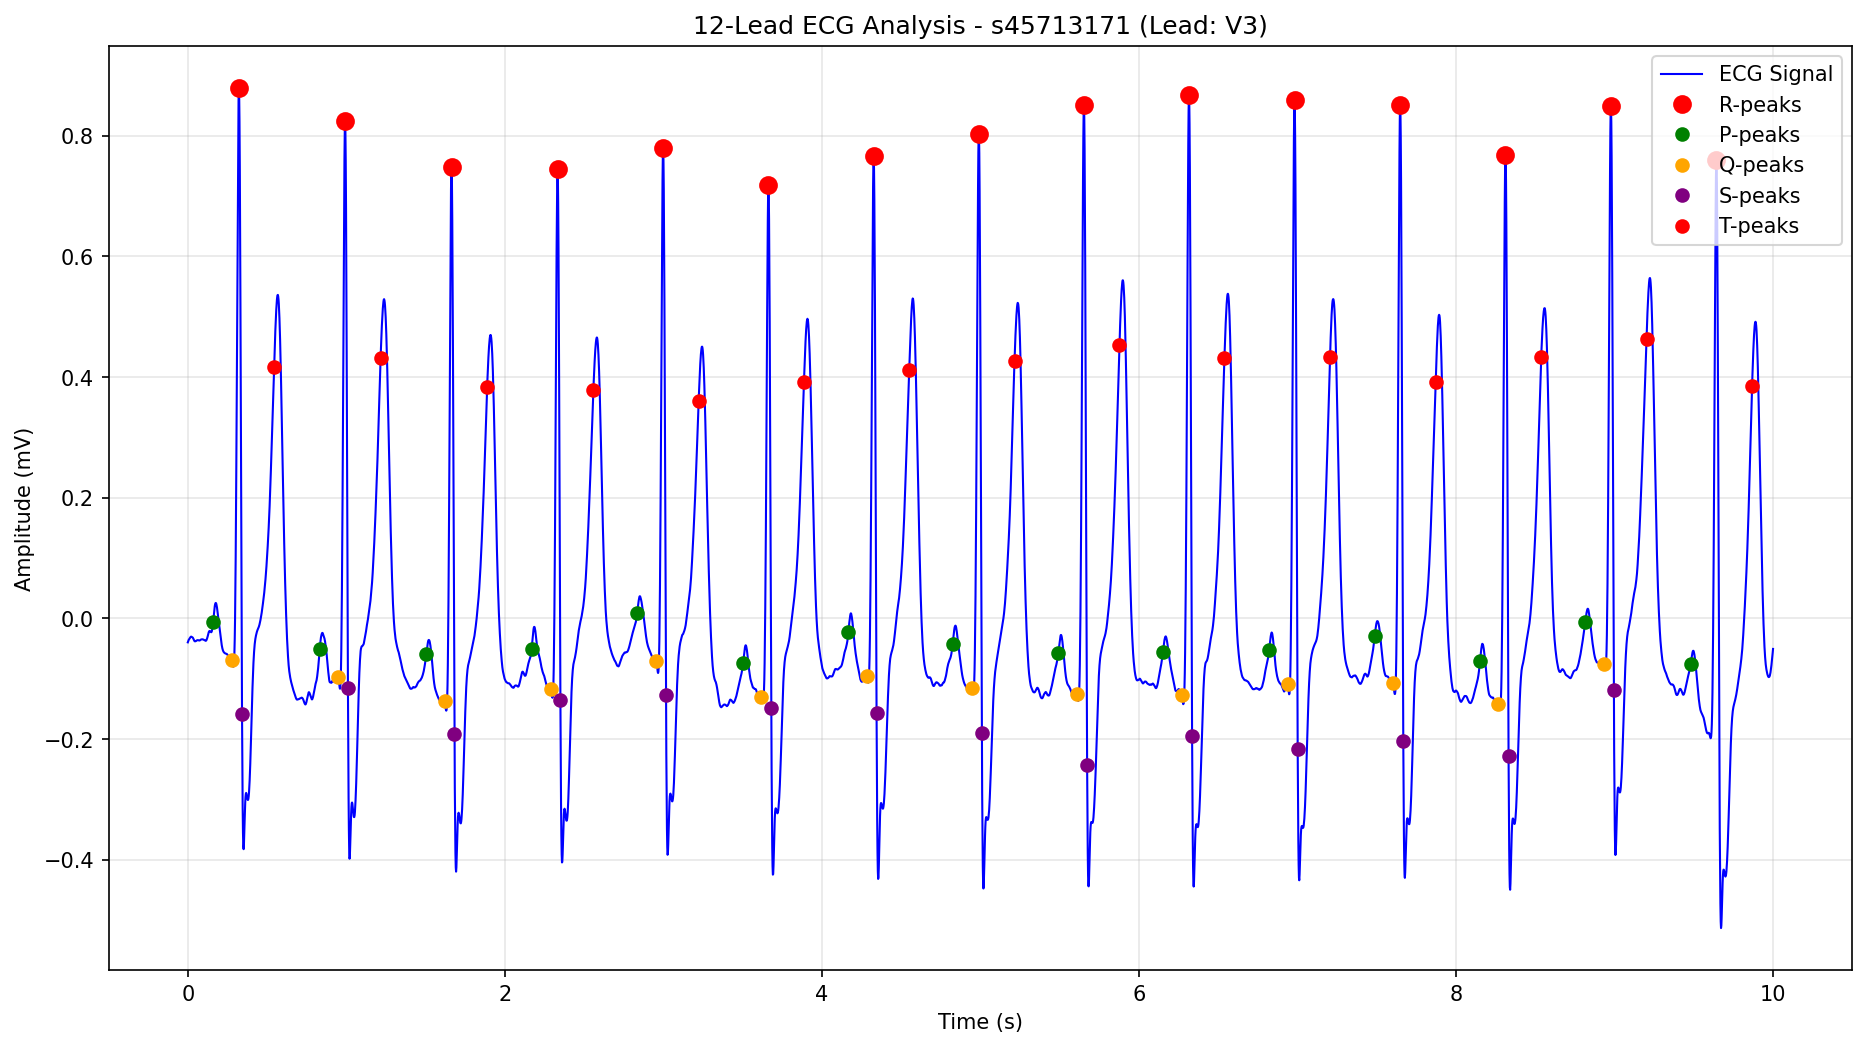 12-Lead ECG Analysis - s45713171 (Lead: V3)
ECG Signal
R-peaks
P-peaks
Q-peaks
S-peaks
T-peaks
0.8
0.6
0.4
0.2
0.0
−0.2
−0.4
Amplitude (mV)
0 2 4 6 8 10
Time (s)